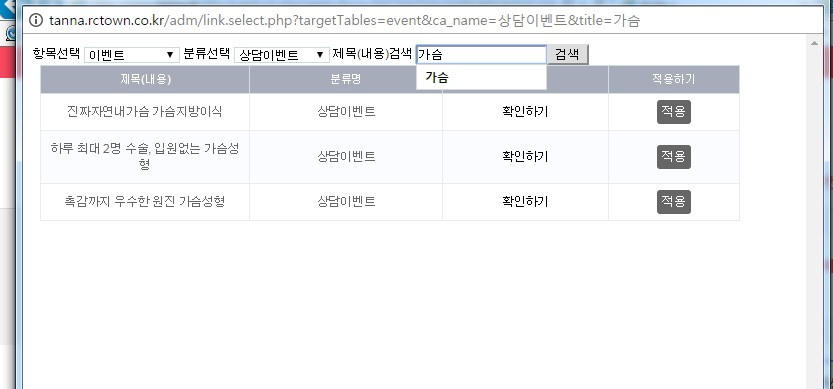 tanna.rctown.co.kr/adm/link.select.php?targetTables=event&ca_name=상담이벤트&title=가슴
항목선택 이벤트 분류선택 상담이벤트 제목(내용)검색 가슴 검색
가슴
제목(내용) 분류명 적용하기
진짜자연내가슴 가슴지방이식 상담이벤트 확인하기 적용
하루 최대 2명 수술, 입원없는 가슴성 상담이벤트 확인하기 적용
형
촉감까지 우수한 원진 가슴성형 상담이벤트 확인하기 적용